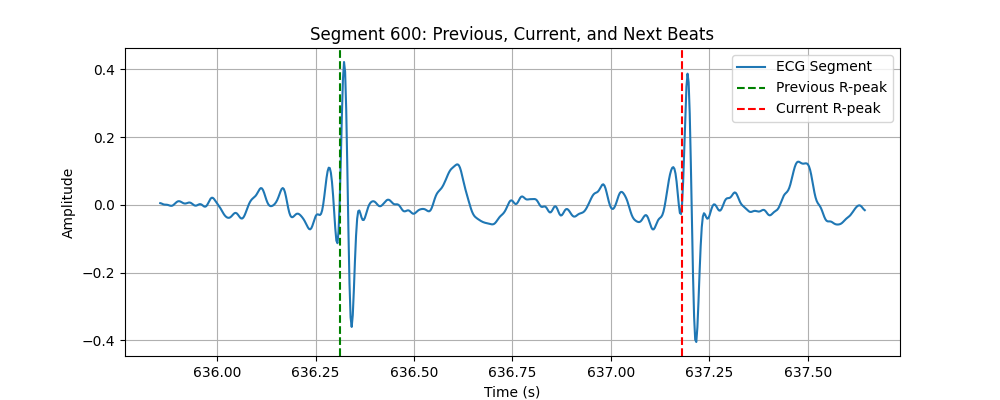 Segment 600: Previous, Current, and Next Beats
ECG Segment
Previous R-peak
Current R-peak
Amplitude
0.4
0.2
0.0
−0.2
−0.4
636.00 636.25 636.50 636.75 637.00 637.25 637.50
Time (s)